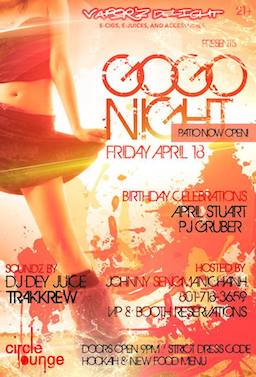 VAPOR'Z DELIGHT
21+
E-CIGS, E-JUICES, AND ACCESSORIES
PRESENTS
GOGO
NIGHT
PATIO NOW OPEN!
FRIDAY APRIL 18
BIRTHDAY CELEBRATIONS
APRIL STUART
PJ GRUBER
SOUNDZ BY
DJ DEY JUICE
TRAKKREW
HOSTED BY
JOHNNY SENGMANICHANH
801-718-3659
VIP & BOOTH RESERVATIONS
circle
lounge
DOORS OPEN 9PM / STRICT DRESS CODE
HOOKAH & NEW FOOD MENU